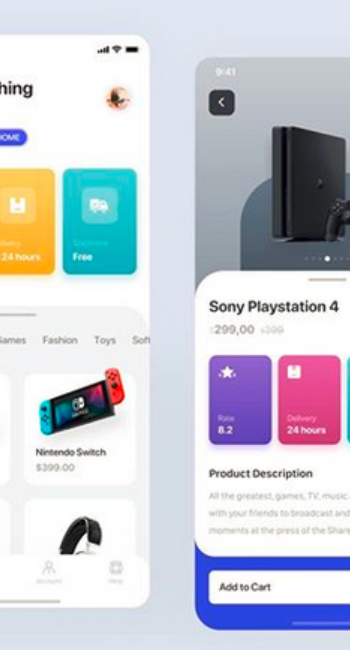 hing
HOME
Delivery
24 hours
Shipment
Free
Games Fashion Toys Soft
Nintendo Switch
$399.00
Account
Help
9:41
Sony Playstation 4
299,00 399
Rate
8.2
Delivery
24 hours
Product Description
All the greatest, games, TV, music
with your friends to broadcast and
moments at the press of the Share
Add to Cart